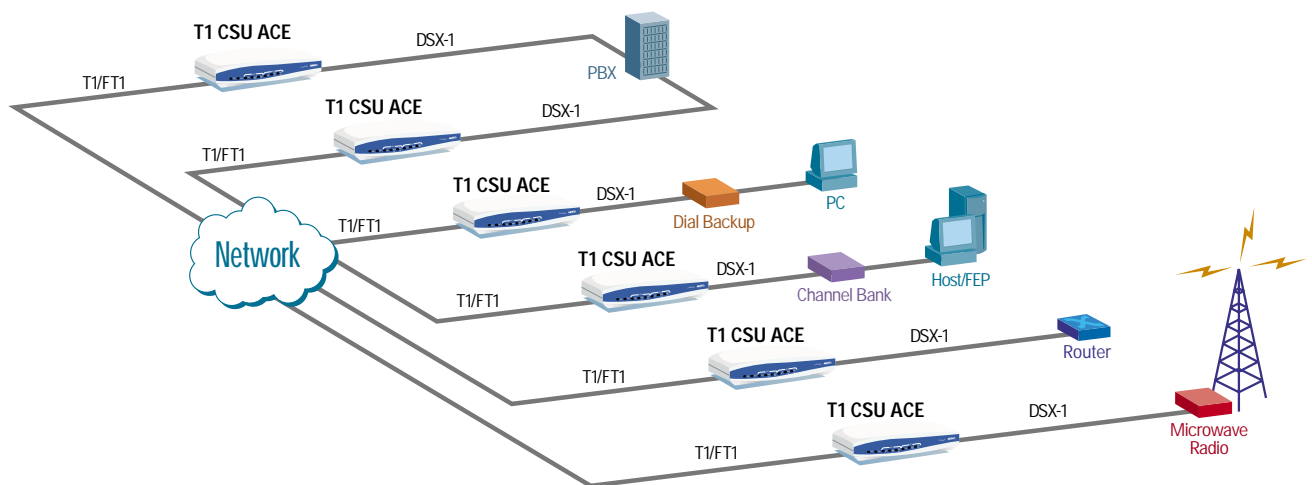 T1 CSU ACE
DSX-1
PBX
T1/FT1
T1 CSU ACE
DSX-1
T1/FT1
T1 CSU ACE
DSX-1
Dial Backup
PC
T1/FT1
Network
T1 CSU ACE
DSX-1
Channel Bank
Host/FEP
T1/FT1
T1 CSU ACE
DSX-1
Router
T1/FT1
T1 CSU ACE
DSX-1
Microwave
Radio
T1/FT1